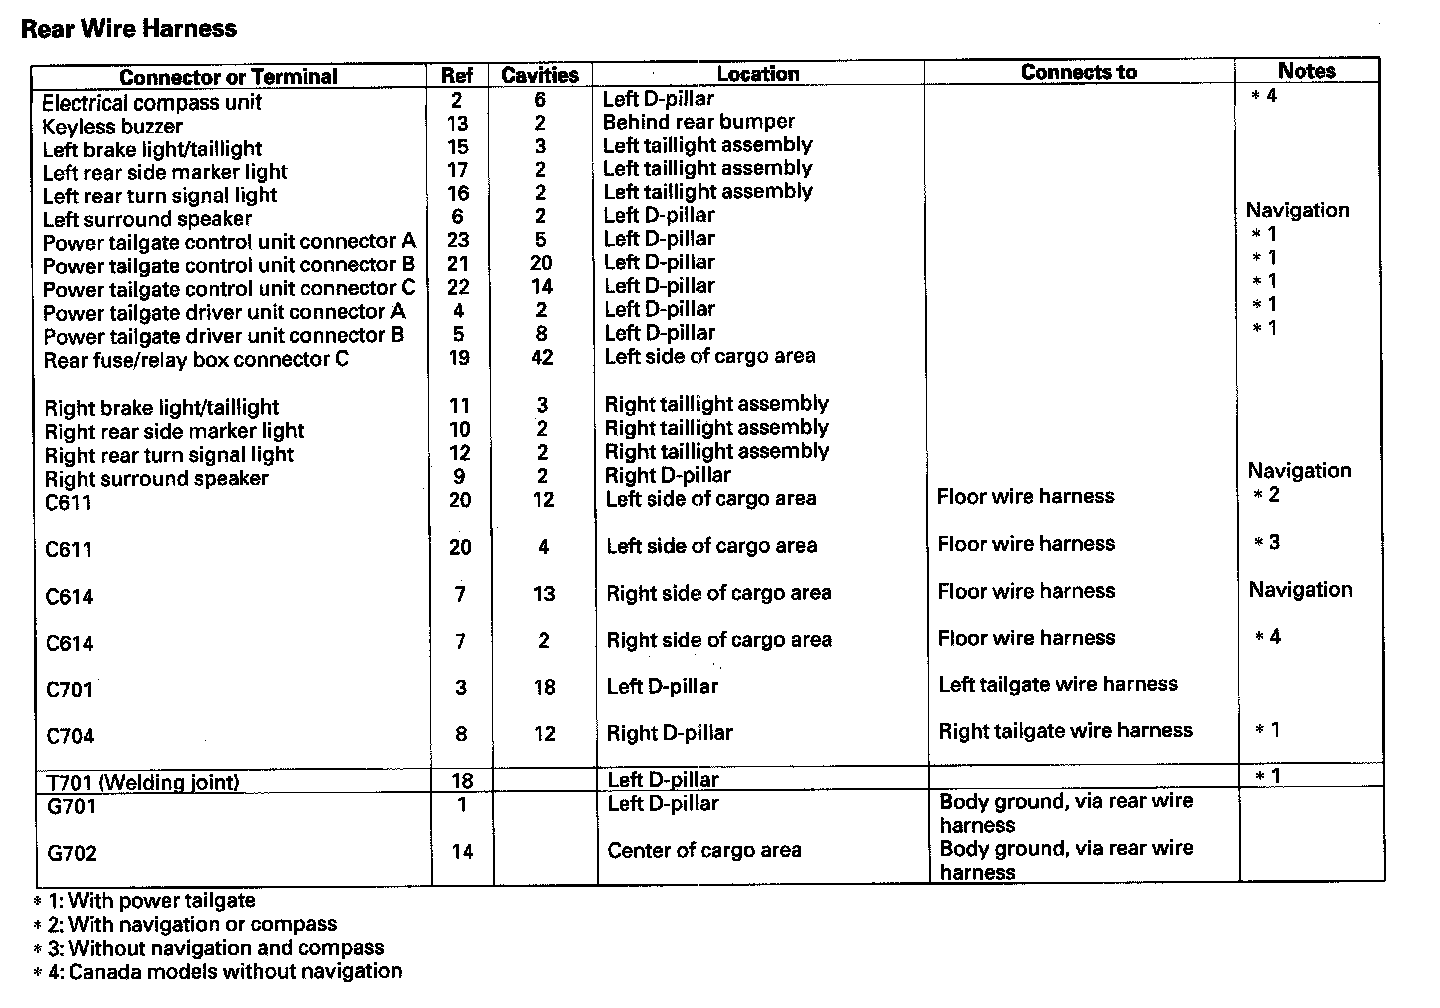 Rear Wire Harness
Connector or Terminal Ref Cavities Location Connects to Notes
Electrical compass unit 2 6 Left D-pillar * 4
Keyless buzzer 13 2 Behind rear bumper
Left brake light/taillight 15 3 Left taillight assembly
Left rear side marker light 17 2 Left taillight assembly
Left rear turn signal light 16 2 Left taillight assembly
Left surround speaker 6 2 Left D-pillar Navigation
Power tailgate control unit connector A 23 5 Left D-pillar * 1
Power tailgate control unit connector B 21 20 Left D-pillar * 1
Power tailgate control unit connector C 22 14 Left D-pillar * 1
Power tailgate driver unit connector A 4 2 Left D-pillar * 1
Power tailgate driver unit connector B 5 8 Left D-pillar * 1
Rear fuse/relay box connector C 19 42 Left side of cargo area
Right brake light/taillight 11 3 Right taillight assembly
Right rear side marker light 10 2 Right taillight assembly
Right rear turn signal light 12 2 Right taillight assembly
Right surround speaker 9 2 Right D-pillar Navigation
C611 20 12 Left side of cargo area Floor wire harness * 2
C611 20 4 Left side of cargo area Floor wire harness * 3
C614 7 13 Right side of cargo area Floor wire harness Navigation
C614 7 2 Right side of cargo area Floor wire harness * 4
C701 3 18 Left D-pillar Left tailgate wire harness
C704 8 12 Right D-pillar Right tailgate wire harness * 1
T701 (Welding joint) 18 Left D-pillar * 1
G701 1 Left D-pillar Body ground, via rear wire
harness
G702 14 Center of cargo area Body ground, via rear wire
harness
* 1: With power tailgate
* 2: With navigation or compass
* 3: Without navigation and compass
* 4: Canada models without navigation